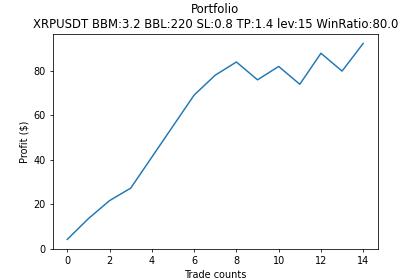 Portfolio
XRPUSDT BBM:3.2 BBL:220 SL:0.8 TP:1.4 lev:15 WinRatio:80.0
80
60
40
20
0
Profit ($)
0 2 4 6 8 10 12 14
Trade counts